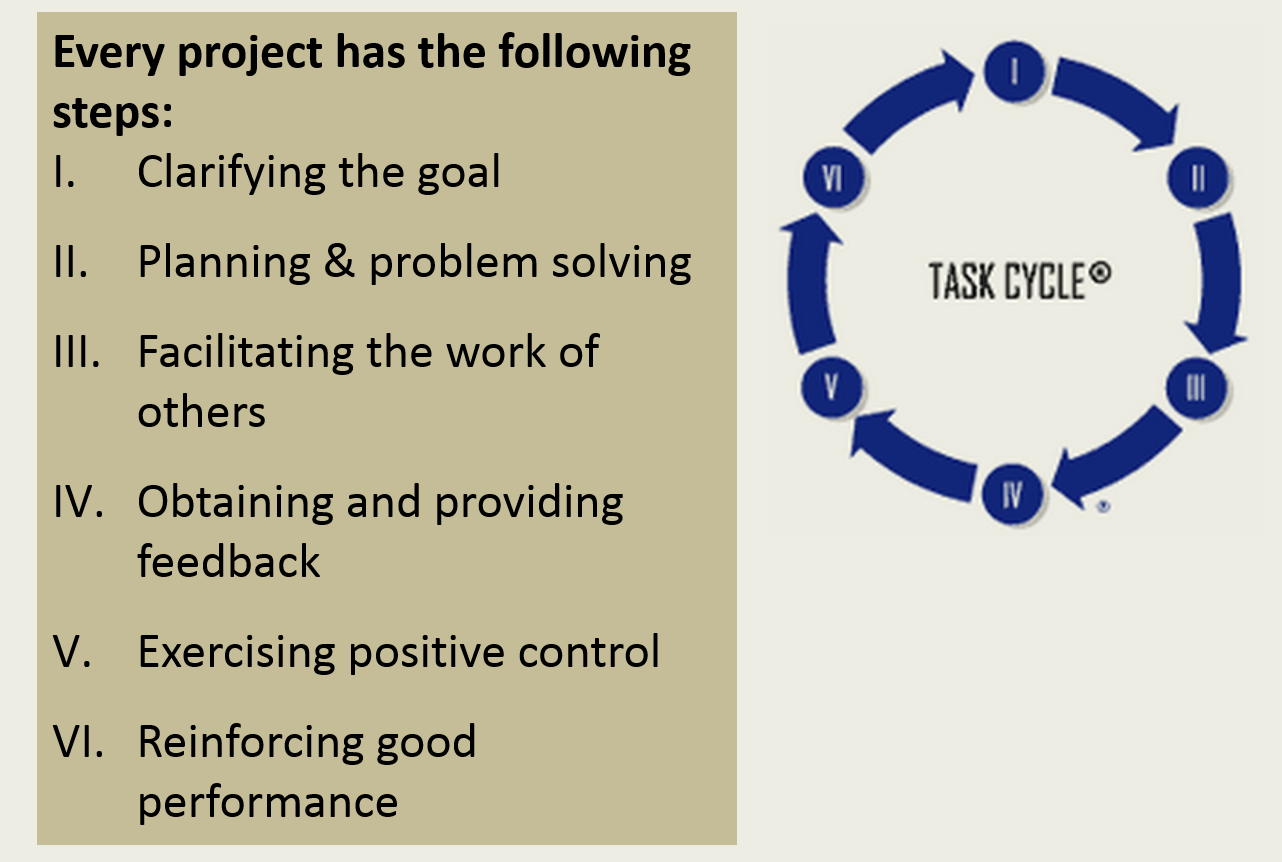 Every project has the following
steps:
I. Clarifying the goal
II. Planning & problem solving
III. Facilitating the work of
others
IV. Obtaining and providing
feedback
V. Exercising positive control
VI. Reinforcing good
performance
I
II
III
IV
V
VI
TASK CYCLE®
®